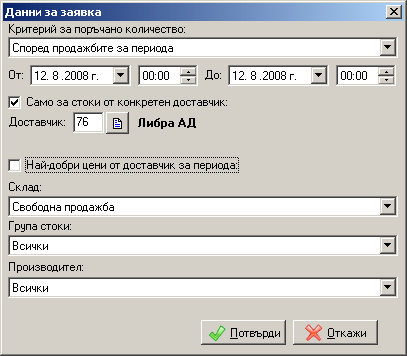 Данни за заявка
Критерий за поръчано количество:
Според продажбите за периода
От: 12. 8 .2008 г. 00:00 До: 12. 8 .2008 г. 00:00
Само за стоки от конкретен доставчик:
Доставчик: 76 Либра АД
Най-добри цени от доставчик за периода:
Склад:
Свободна продажба
Група стоки:
Всички
Производител:
Всички
Потвърди Откажи